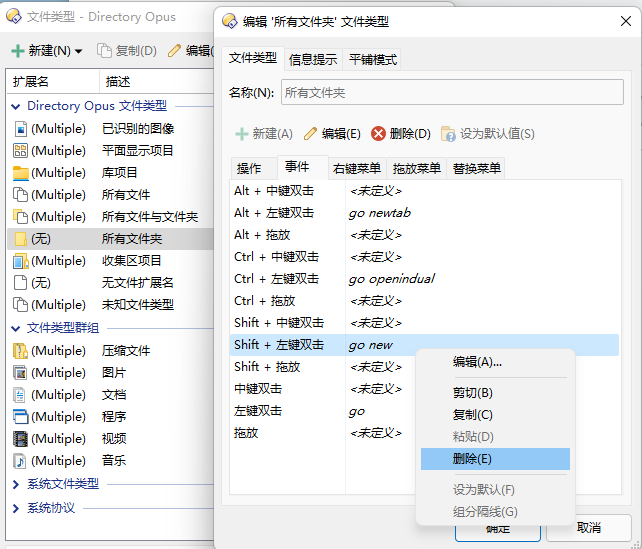 文件类型 - Directory Opus
新建(N)
复制(D)
编辑(
扩展名 描述
Directory Opus 文件类型
(Multiple) 已识别的图像
(Multiple) 平面显示项目
(Multiple) 库项目
(Multiple) 所有文件
(Multiple) 所有文件与文件夹
(无) 所有文件夹
(Multiple) 收集区项目
(无) 无文件扩展名
(Multiple) 未知文件类型
文件类型群组
(Multiple) 压缩文件
(Multiple) 图片
(Multiple) 文档
(Multiple) 程序
(Multiple) 视频
(Multiple) 音乐
系统文件类型
系统协议
编辑 '所有文件夹' 文件类型
文件类型 信息提示 平铺模式
名称(N): 所有文件夹
新建(A) 编辑(E) 删除(D) 设为默认值(S)
操作 事件 右键菜单 拖放菜单 替换菜单
Alt + 中键双击 <未定义>
Alt + 左键双击 go newtab
Alt + 拖放 <未定义>
Ctrl + 中键双击 <未定义>
Ctrl + 左键双击 go openindual
Ctrl + 拖放 <未定义>
Shift + 中键双击 <未定义>
Shift + 左键双击 go new
Shift + 拖放 <未定义>
中键双击 <未定义>
左键双击 go
拖放 <未定义>
编辑(A)...
剪切(B)
复制(C)
粘贴(D)
删除(E)
设为默认(F)
组分隔线(G)
确定 取消